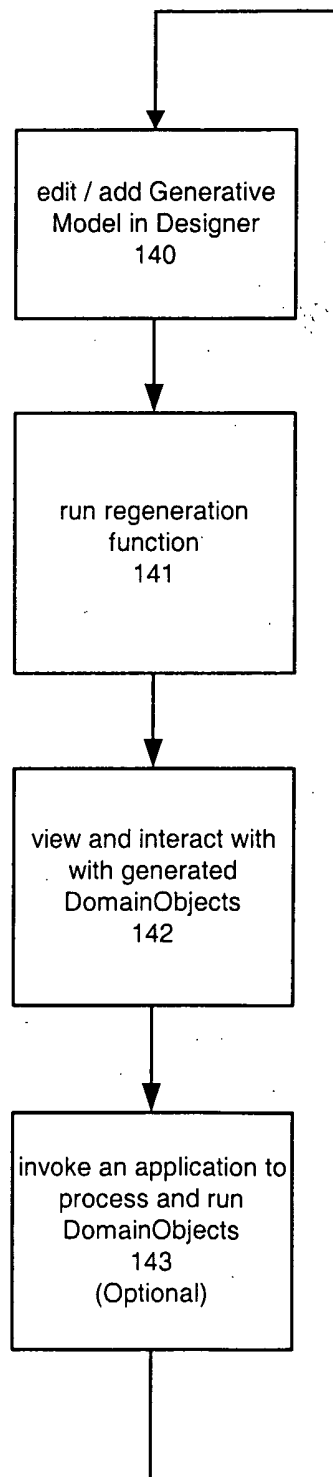 edit / add Generative
Model in Designer
140
run regeneration
function
141
view and interact with
with generated
DomainObjects
142
invoke an application to
process and run
DomainObjects
143
(Optional)